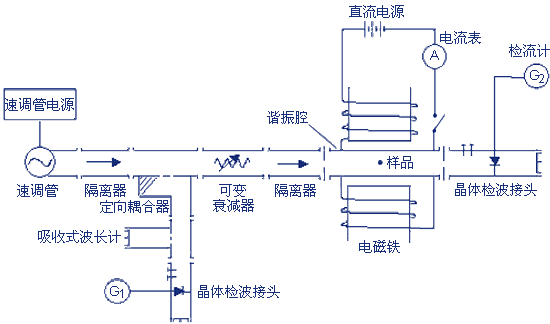 直流电源
电流表
A
检流计
G2
速调管电源
谐振腔
样品
速调管
隔离器
定向耦合器
可变
衰减器
隔离器
晶体检波接头
吸收式波长计
电磁铁
G1
晶体检波接头